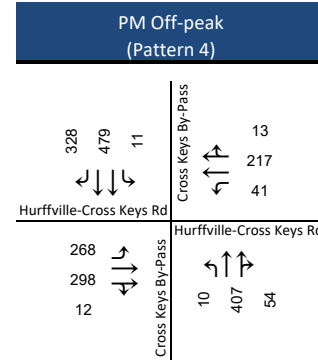 PM Off-peak
(Pattern 4)
328 479 11
Hurffville-Cross Keys Rd
Cross Keys By-Pass
13
217
41
268
298
12
Cross Keys By-Pass
Hurffville-Cross Keys Rd
10 407 54